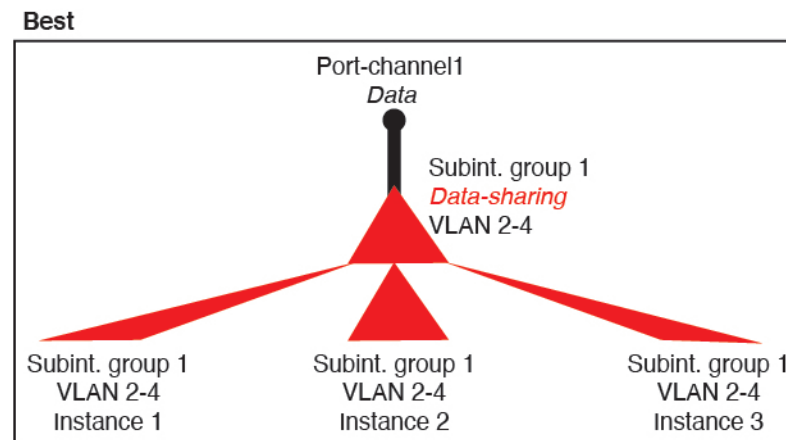 Best
Port-channel1
Data
Subint. group 1
Data-sharing
VLAN 2-4
Subint. group 1
VLAN 2-4
Instance 1
Subint. group 1
VLAN 2-4
Instance 2
Subint. group 1
VLAN 2-4
Instance 3